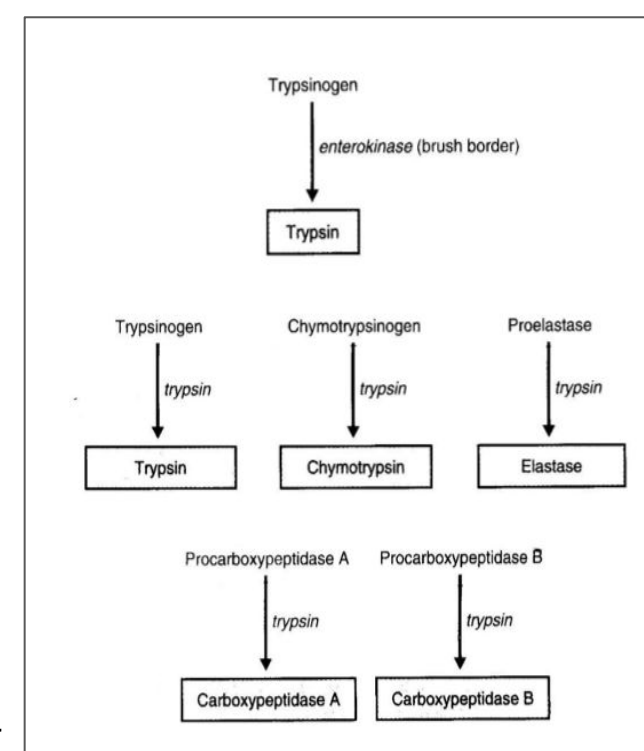 Trypsinogen
enterokinase (brush border)
Trypsin
Trypsinogen Chymotrypsinogen Proelastase
trypsin trypsin trypsin
Trypsin Chymotrypsin Elastase
Procarboxypeptidase A Procarboxypeptidase B
trypsin trypsin
Carboxypeptidase A Carboxypeptidase B